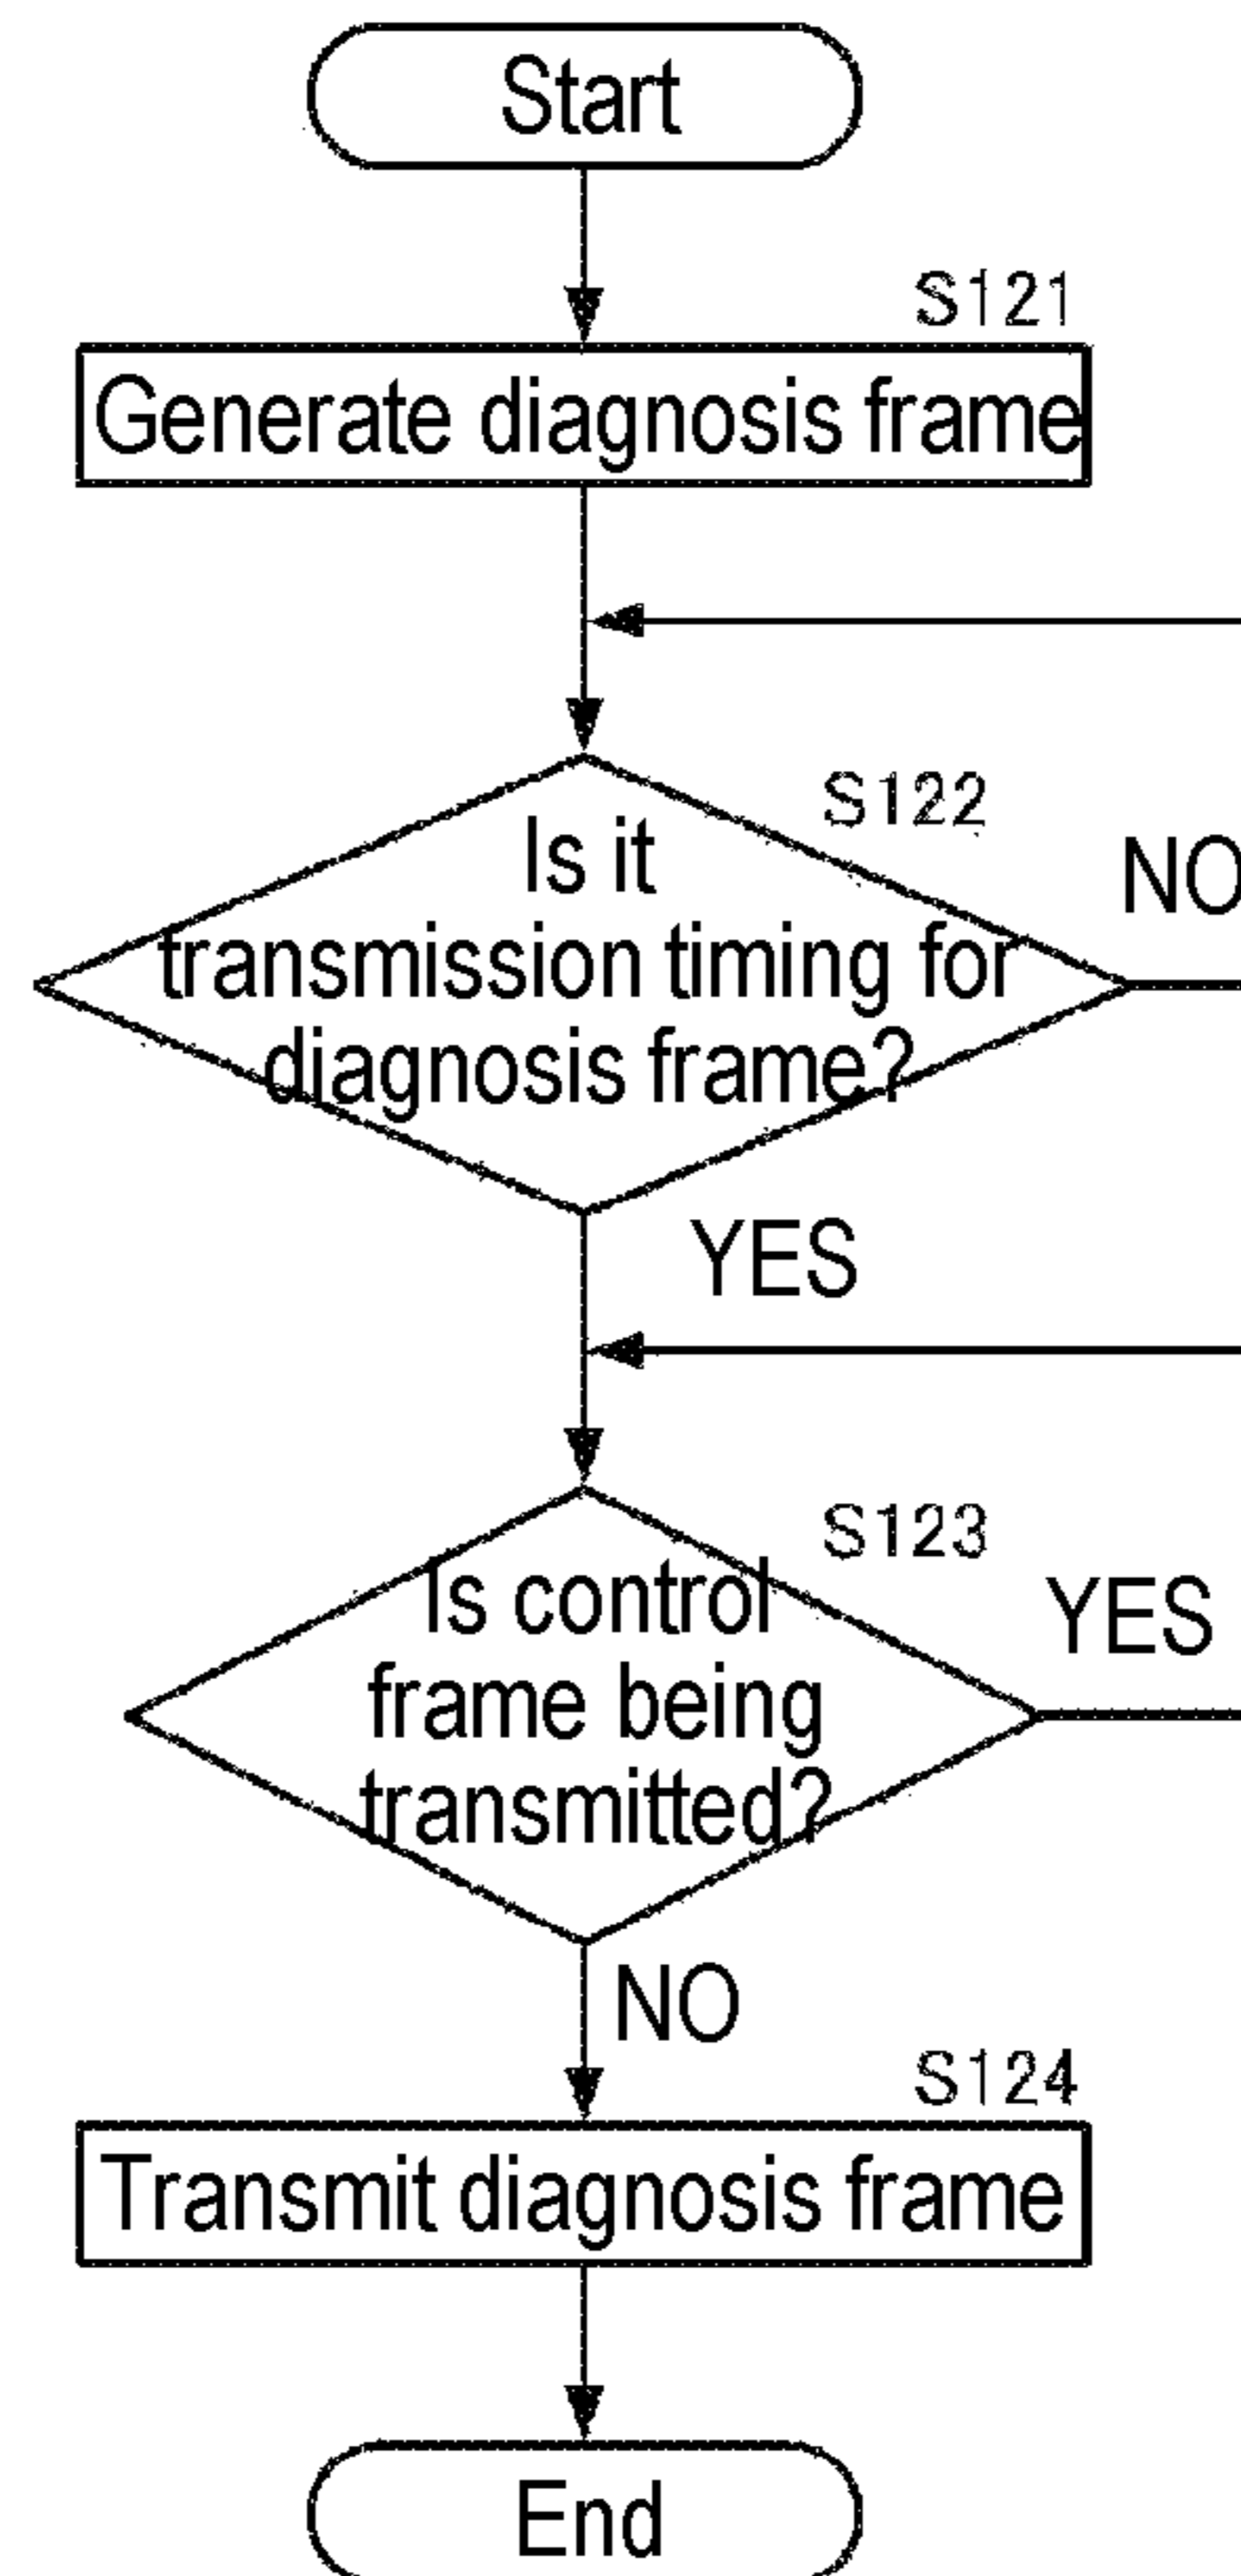 Start
S121
Generate diagnosis frame
S122
Is it
NO
transmission timing for
diagnosis frame?
YES
S123
Is control
YES
frame being
transmitted?
NO
S124
Transmit diagnosis frame
End